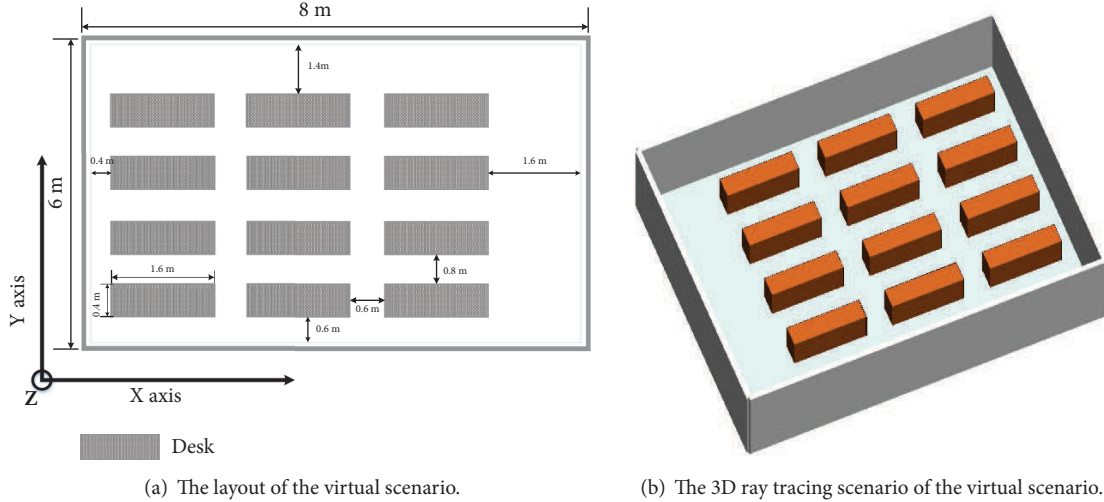 8 m
1.4m
0.4 m
1.6 m
6 m
Y axis
1.6 m
0.8 m
0.4 m
0.6 m
0.6 m
Z
X axis
Desk
(a) The layout of the virtual scenario.
(b) The 3D ray tracing scenario of the virtual scenario.